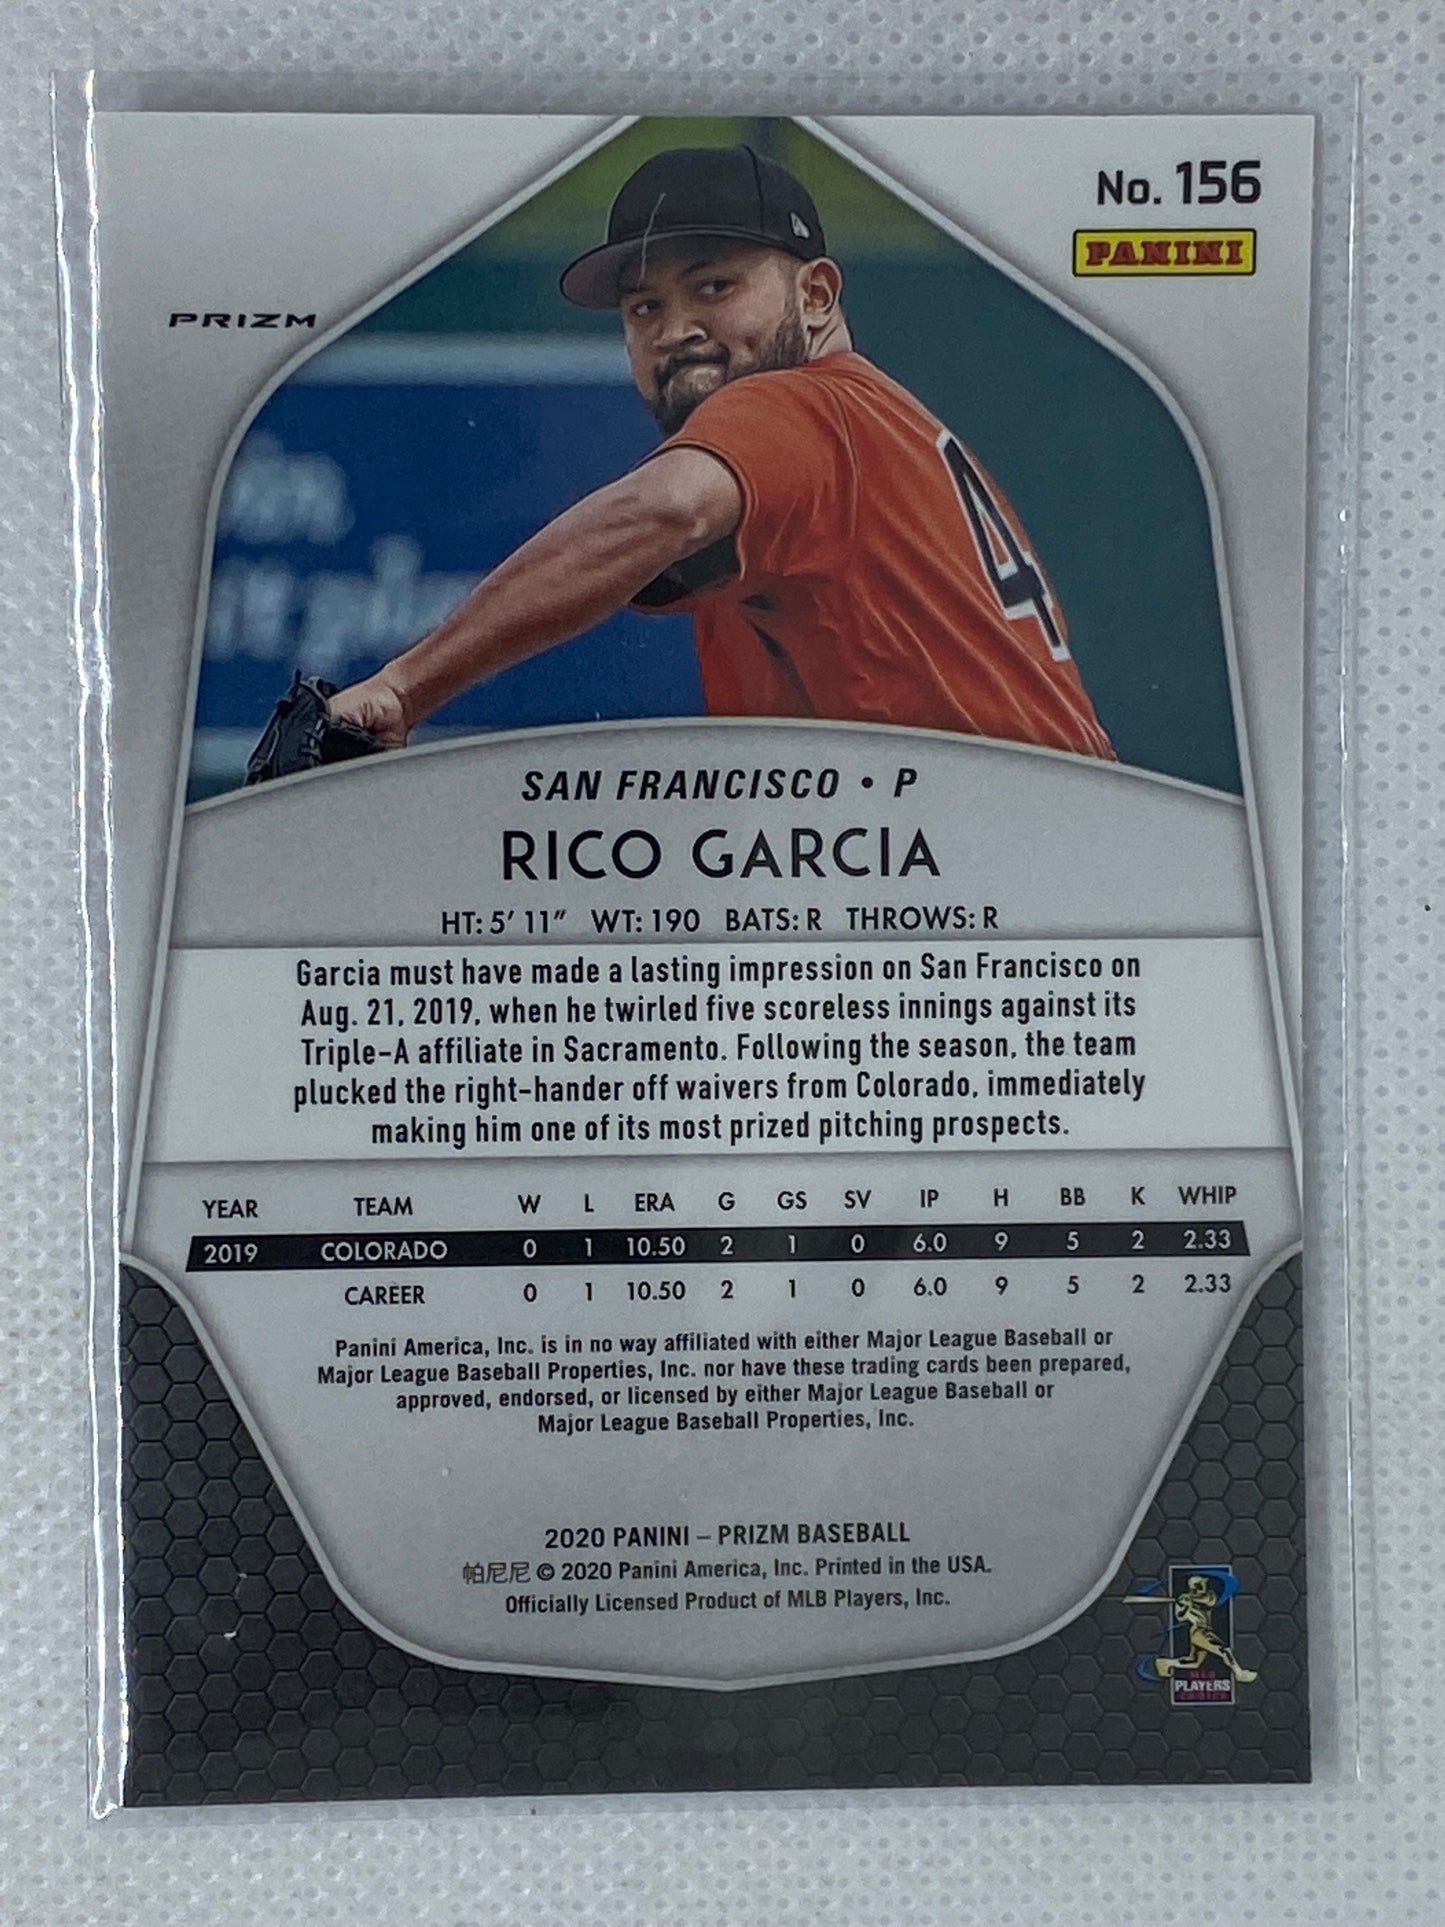 No. 156
PANINI
PRIZM
4
SAN FRANCISCO • P
RICO GARCIA
HT: 5' 11" WT: 190 BATS: R THROWS: R
Garcia must have made a lasting impression on San Francisco on
Aug. 21, 2019, when he twirled five scoreless innings against its
Triple-A affiliate in Sacramento. Following the season, the team
plucked the right-hander off waivers from Colorado, immediately
making him one of its most prized pitching prospects.
YEAR TEAM W L ERA G GS SV IP H BB K WHIP
2019 COLORADO 0 1 10.50 2 1 0 6.0 9 5 2 2.33
CAREER 0 1 10.50 2 1 0 6.0 9 5 2 2.33
Panini America, Inc. is in no way affiliated with either Major League Baseball or
Major League Baseball Properties, Inc. nor have these trading cards been prepared,
approved, endorsed, or licensed by either Major League Baseball or
Major League Baseball Properties, Inc.
2020 PANINI – PRIZM BASEBALL
帕尼尼 © 2020 Panini America, Inc. Printed in the USA.
Officially Licensed Product of MLB Players, Inc.
MLB
PLAYERS
CHOICE